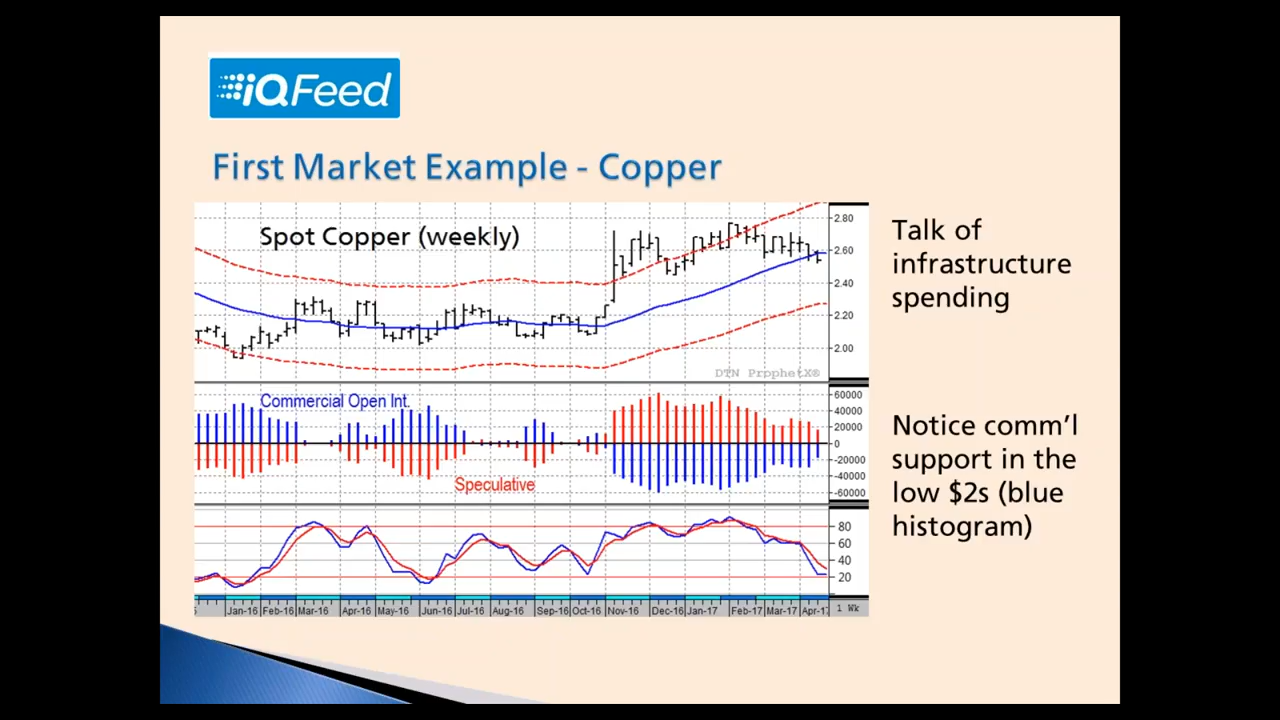 iQFeed
First Market Example - Copper
Spot Copper (weekly)
2.80
2.60
2.40
2.20
2.00
DTN ProphetX®
Commercial Open Int.
Speculative
60000
40000
20000
0
-20000
-40000
-60000
80
60
40
20
Jan-16 Feb-16 Mar-16 Apr-16 May-16 Jun-16 Jul-16 Aug-16 Sep-16 Oct-16 Nov-16 Dec-16 Jan-17 Feb-17 Mar-17 Apr-17 1 Wk
Talk of
infrastructure
spending
Notice comm'l
support in the
low $2s (blue
histogram)